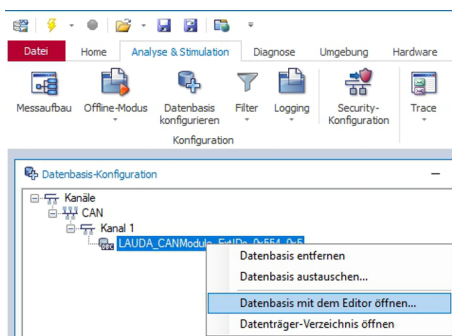 Datei Home Analyse & Stimulation Diagnose Umgebung Hardware
Messaufbau Offline-Modus Datenbasis konfigurieren Filter Logging Security-Konfiguration Trace
Konfiguration
Datenbasis-Konfiguration
Kanäle
CAN
Kanal 1
LAUDA_CANModule_ExtIDs_0x554_0x5
Datenbasis entfernen
Datenbasis austauschen...
Datenbasis mit dem Editor öffnen...
Datenträger-Verzeichnis öffnen